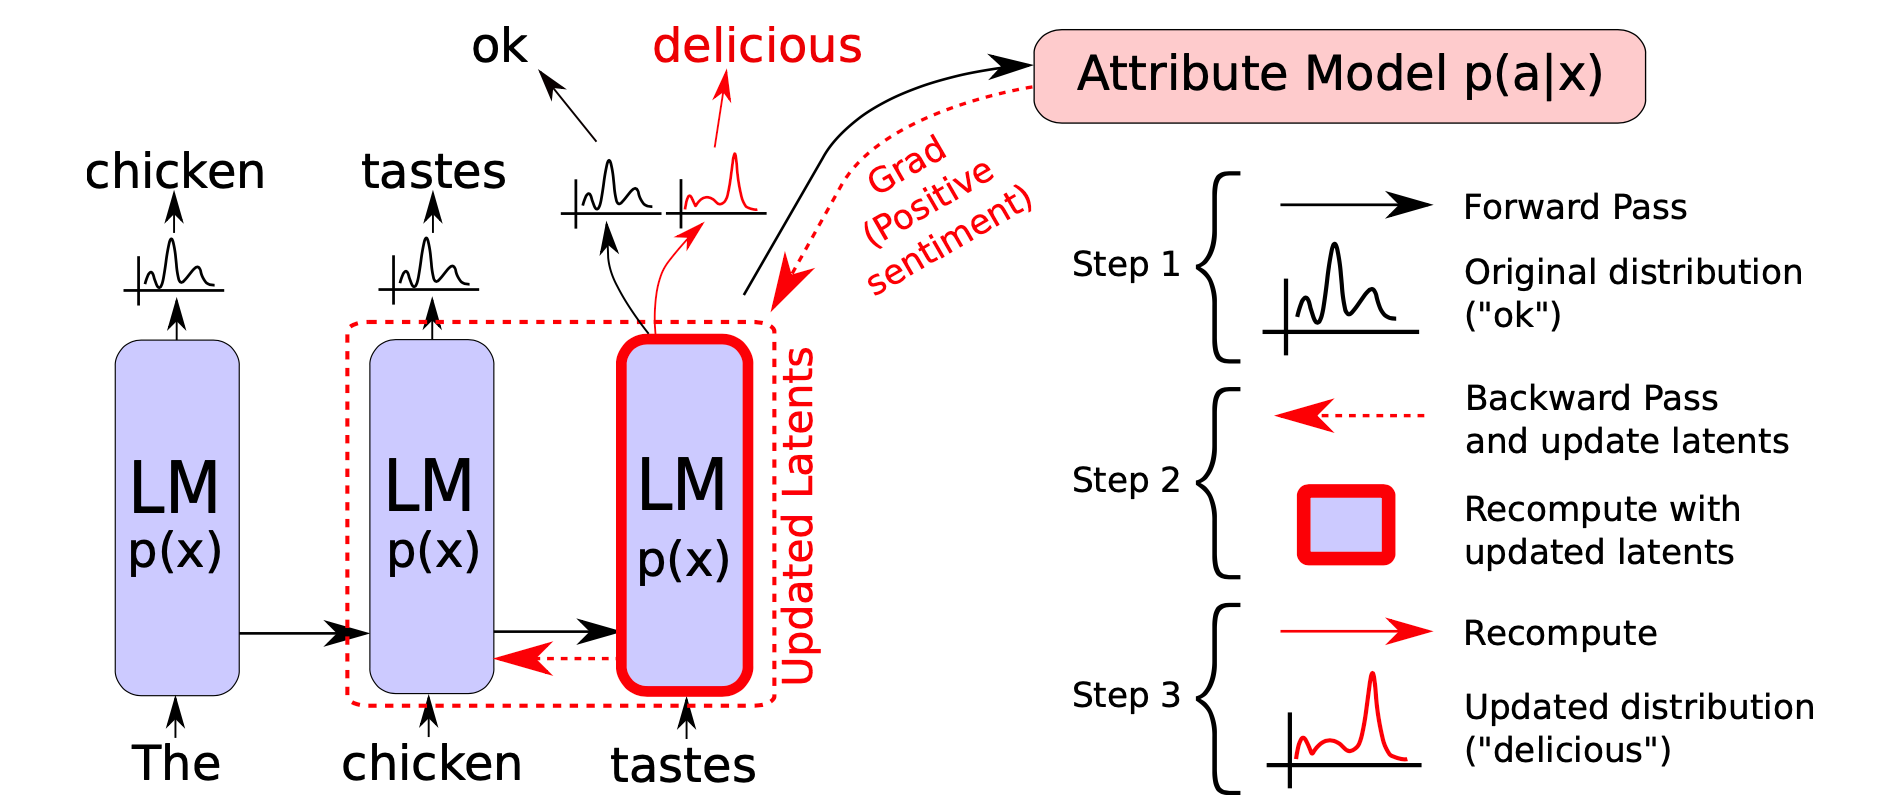 ok
delicious
Attribute Model p(a|x)
chicken
tastes
Grad
(Positive
sentiment)
LM
p(x)
LM
p(x)
LM
p(x)
Updated Latents
The
chicken
tastes
Step 1
Forward Pass
Original distribution
("ok")
Step 2
Backward Pass
and update latents
Recompute with
updated latents
Step 3
Recompute
Updated distribution
("delicious")